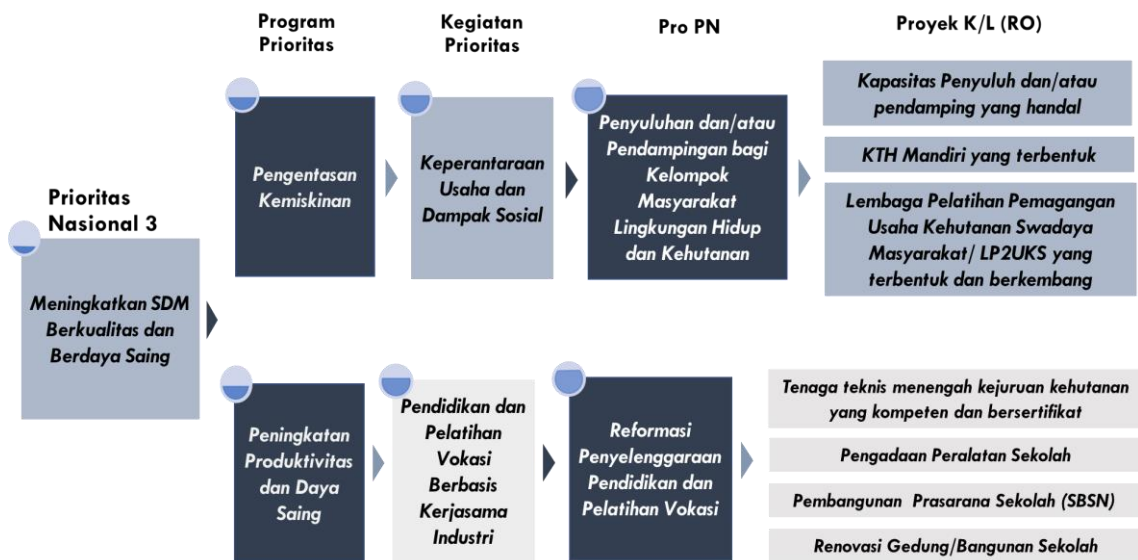 Program
Prioritas
Kegiatan
Prioritas
Pro PN
Proyek K/L (RO)
Prioritas
Nasional 3
Meningkatkan SDM
Berkualitas dan
Berdaya Saing
Pengentasan
Kemiskinan
Keperantaraan
Usaha dan
Dampak Sosial
Penyuluhan dan/atau
Pendampingan bagi
Kelompok
Masyarakat
Lingkungan Hidup
dan Kehutanan
Kapasitas Penyuluh dan/atau
pendamping yang handal
KTH Mandiri yang terbentuk
Lembaga Pelatihan Pemagangan
Usaha Kehutanan Swadaya
Masyarakat/ LP2UKS yang
terbentuk dan berkembang
Peningkatan
Produktivitas
dan Daya
Saing
Pendidikan dan
Pelatihan
Vokasi
Berbasis
Kerjasama
Industri
Reformasi
Penyelenggaraan
Pendidikan dan
Pelatihan Vokasi
Tenaga teknis menengah kejuruan kehutanan
yang kompeten dan bersertifikat
Pengadaan Peralatan Sekolah
Pembangunan Prasarana Sekolah (SBSN)
Renovasi Gedung/Bangunan Sekolah